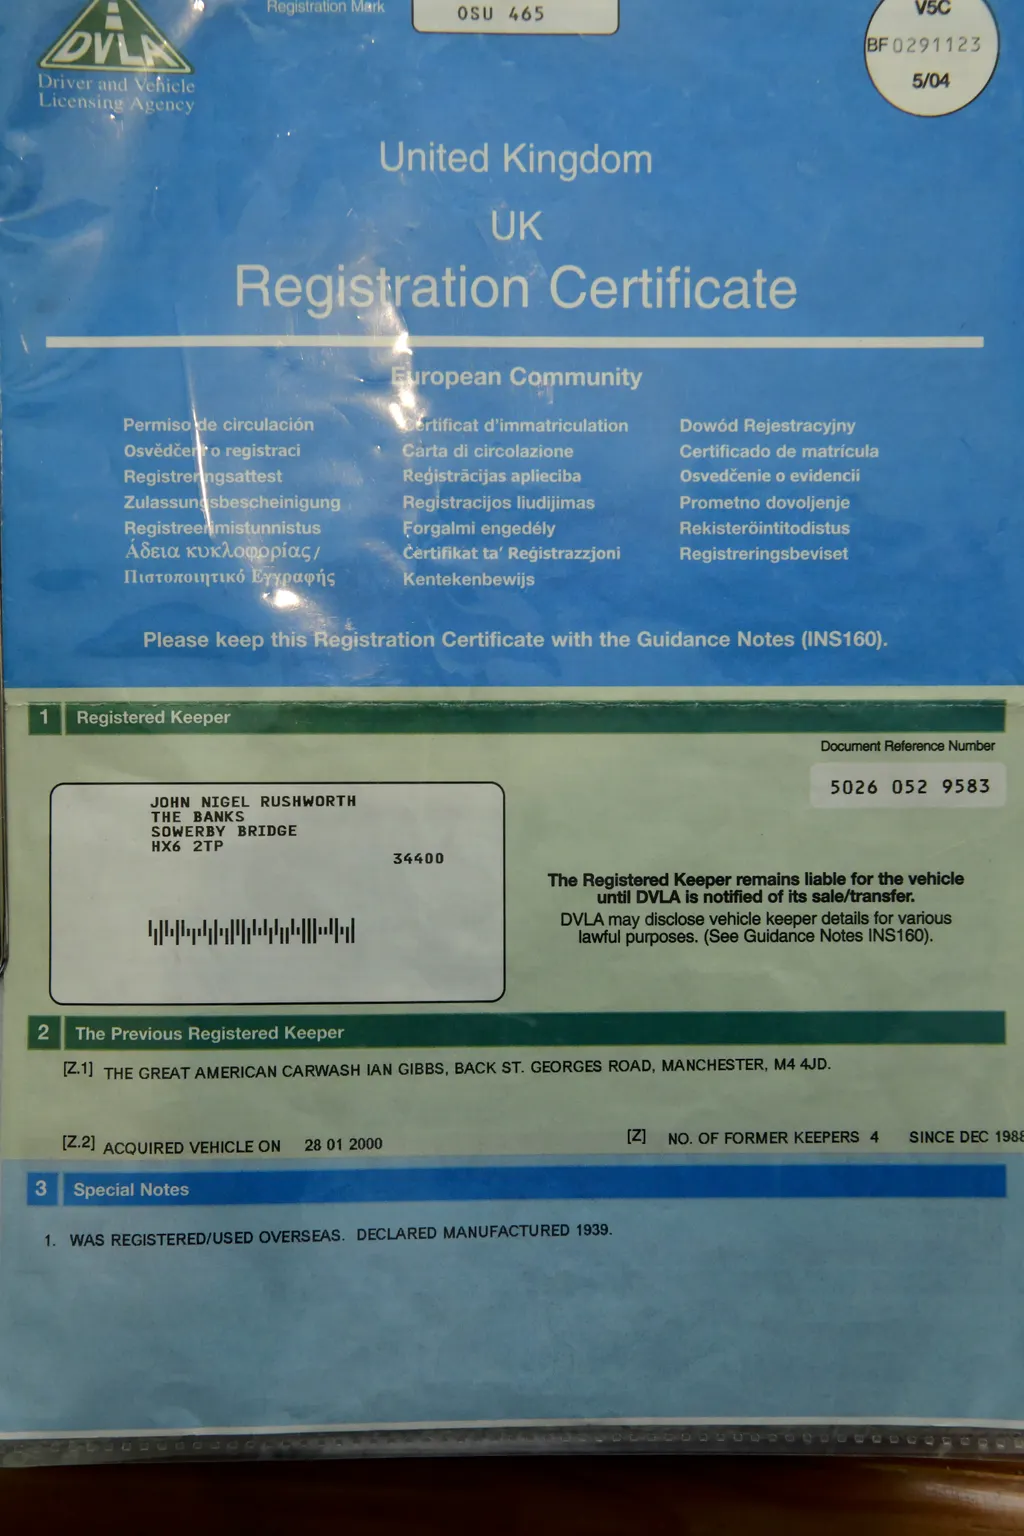 Registration Mark
OSU 465
V5C
BF0291123
5/04
DVLA
Driver and Vehicle
Licensing Agency
United Kingdom
UK
Registration Certificate
European Community
Permiso de circulación
Osvědčení o registraci
Registreringsattest
Zulassungsbescheinigung
Registreerimistunnistus
Άδεια κυκλοφορίας/
Πιστοποιητικό Εγγραφής
Certificat d'immatriculation
Carta di circolazione
Reģistrācijas apliecība
Registracijos liudijimas
Forgalmi engedély
Ċertifikat ta' Reġistrazzjoni
Kentekenbewijs
Dowód Rejestracyjny
Certificado de matrícula
Osvedčenie o evidencii
Prometno dovoljenje
Rekisteröintitodistus
Registreringsbeviset
Please keep this Registration Certificate with the Guidance Notes (INS160).
1 Registered Keeper
Document Reference Number
5026 052 9583
JOHN NIGEL RUSHWORTH
THE BANKS
SOWERBY BRIDGE
HX6 2TP
34400
The Registered Keeper remains liable for the vehicle
until DVLA is notified of its sale/transfer.
DVLA may disclose vehicle keeper details for various
lawful purposes. (See Guidance Notes INS160).
2 The Previous Registered Keeper
[Z.1] THE GREAT AMERICAN CARWASH IAN GIBBS, BACK ST. GEORGES ROAD, MANCHESTER, M4 4JD.
[Z.2] ACQUIRED VEHICLE ON 28 01 2000
[Z] NO. OF FORMER KEEPERS 4 SINCE DEC 1988
3 Special Notes
1. WAS REGISTERED/USED OVERSEAS. DECLARED MANUFACTURED 1939.